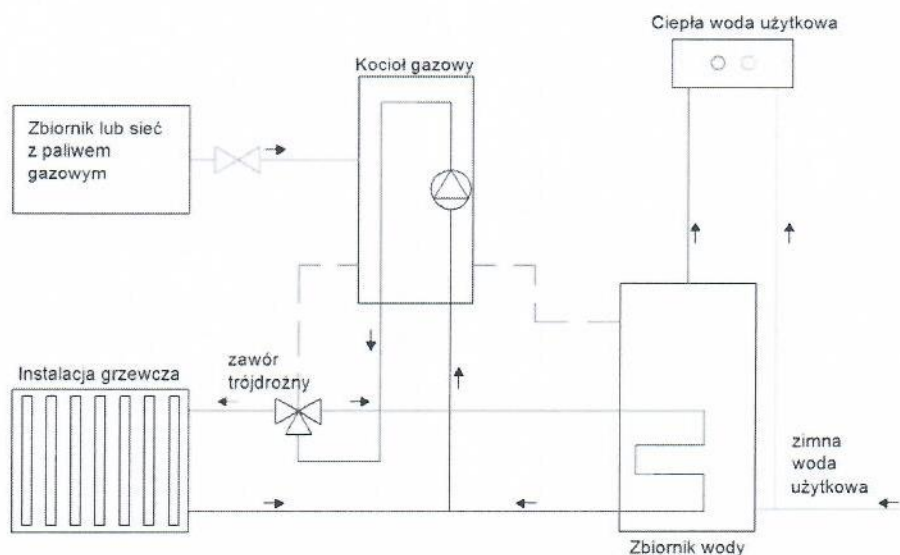 Ciepła woda użytkowa
Kocioł gazowy
Zbiornik lub sieć
z paliwem
gazowym
zawór
trójdrożny
Instalacja grzewcza
zimna
woda
użytkowa
Zbiornik wody